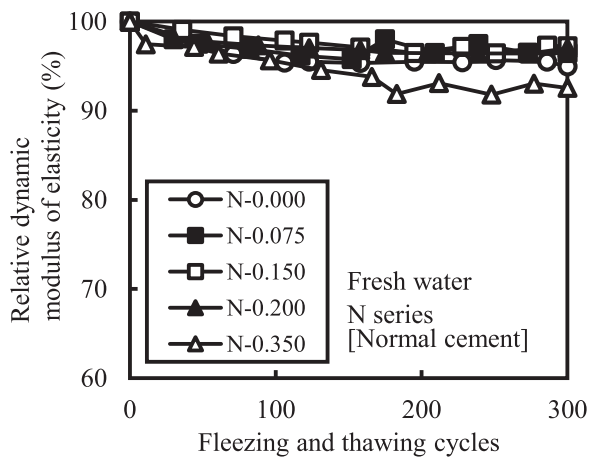 100
90
80
70
60
Relative dynamic
modulus of elasticity (%)
N-0.000
N-0.075
N-0.150
N-0.200
N-0.350
Fresh water
N series
[Normal cement]
0
100
200
300
Fleezing and thawing cycles